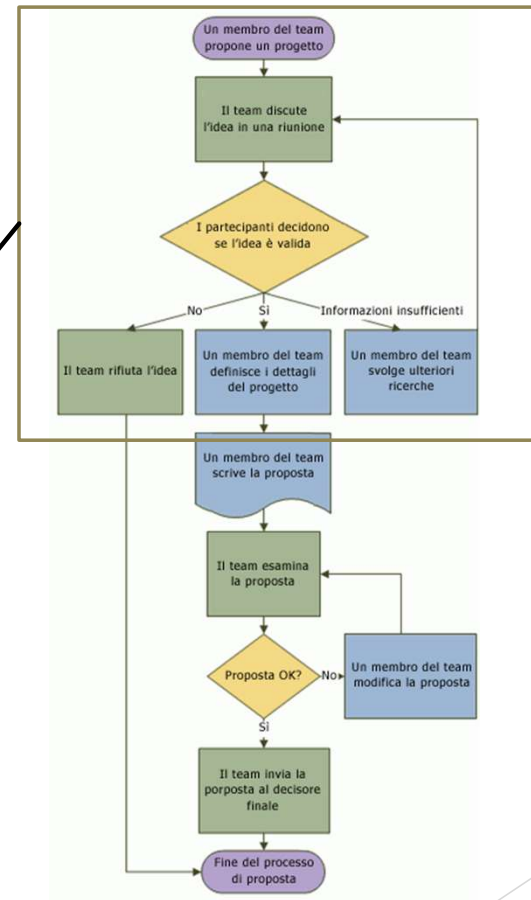 Un membro del team
propone un progetto
Il team discute
l'idea in una riunione
I partecipanti decidono
se l'idea è valida
No
Sì
Informazioni insufficienti
Il team rifiuta l'idea
Un membro del team
definisce i dettagli
del progetto
Un membro del team
svolge ulteriori
ricerche
Un membro del team
scrive la proposta
Il team esamina
la proposta
Proposta OK?
No
Un membro del team
modifica la proposta
Sì
Il team invia la
porposta al decisore
finale
Fine del processo
di proposta